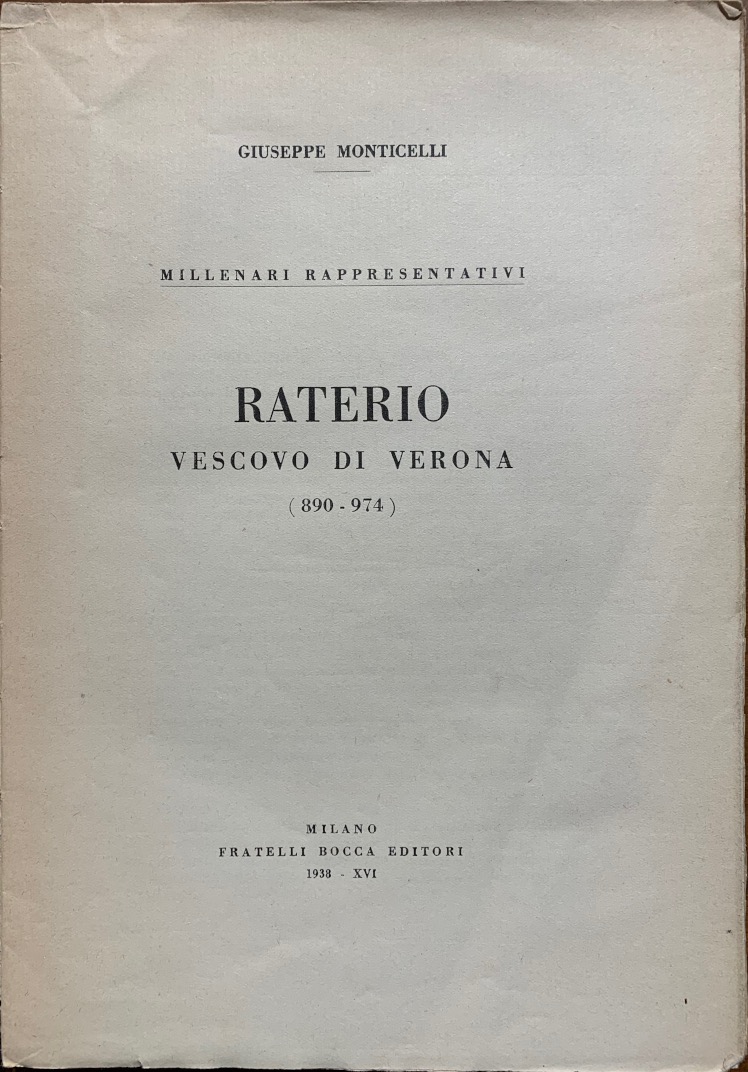 GIUSEPPE MONTICELLI
MILLENARI RAPPRESENTATIVI
RATERIO
VESCOVO DI VERONA
( 890 - 974 )
MILANO
FRATELLI BOCCA EDITORI
1938 - XVI